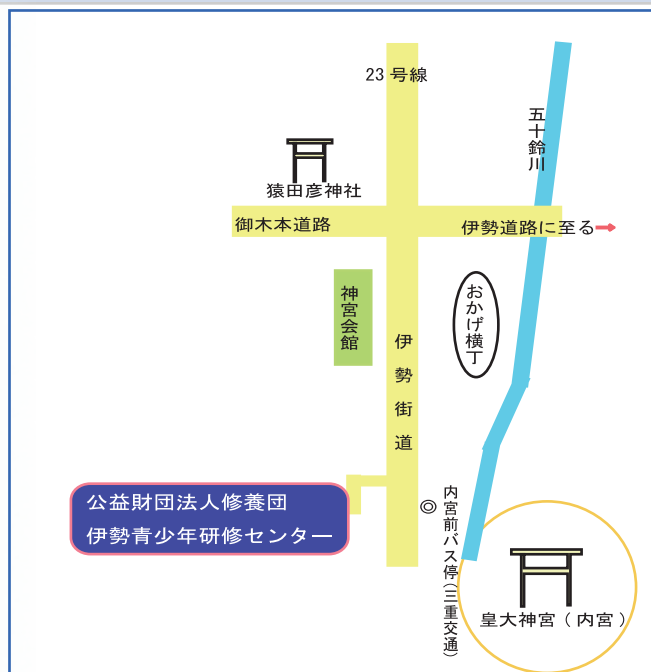 23 号線
五十鈴川
猿田彦神社
御木本道路
伊勢道路に至る
神宮会館
おかげ横丁
伊勢街道
公益財団法人修養団
伊勢青少年研修センター
内宮前バス停(三重交通)
皇大神宮（内宮）